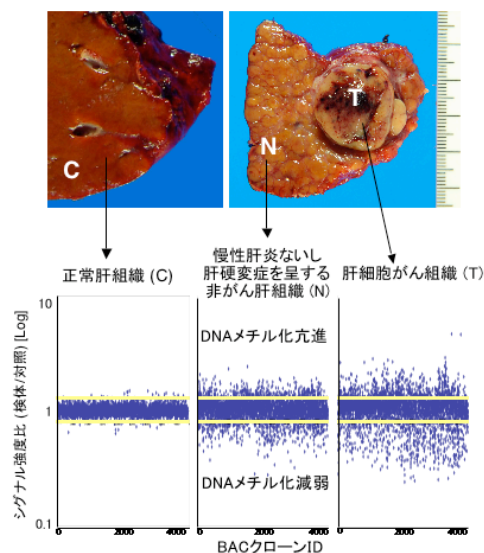 C
T
N
正常肝組織 (C)
慢性肝炎ないし
肝硬変症を呈する
非がん肝組織 (N)
肝細胞がん組織 (T)
シグナル強度比 (検体/対照) [Log]
10
1
0.1
DNAメチル化亢進
DNAメチル化減弱
0 2000 4000
0 2000 4000
0 2000 4000
BACクローンID